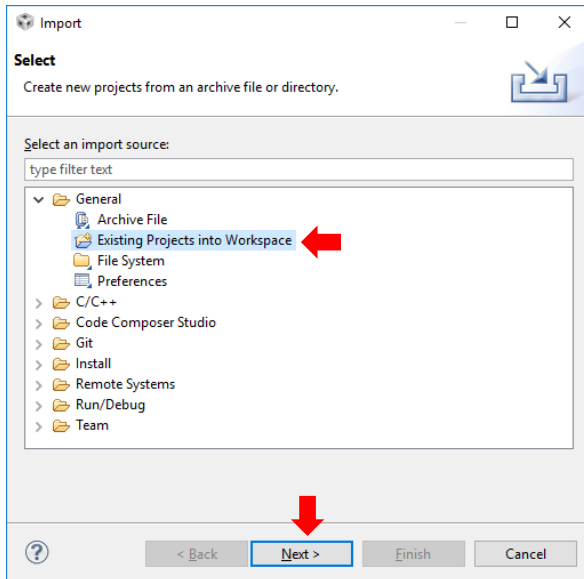 Import
Select
Create new projects from an archive file or directory.
Select an import source:
type filter text
General
Archive File
Existing Projects into Workspace
File System
Preferences
C/C++
Code Composer Studio
Git
Install
Remote Systems
Run/Debug
Team
? < Back Next > Finish Cancel